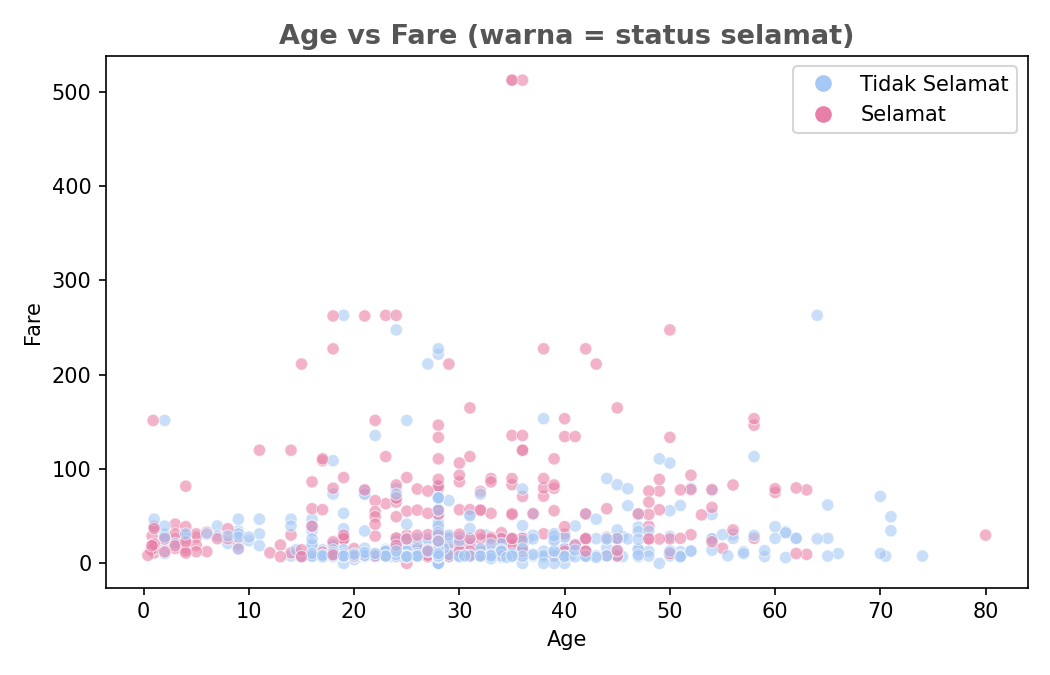 Age vs Fare (warna = status selamat)
Tidak Selamat
Selamat
500
400
300
200
100
0
Fare
0 10 20 30 40 50 60 70 80
Age